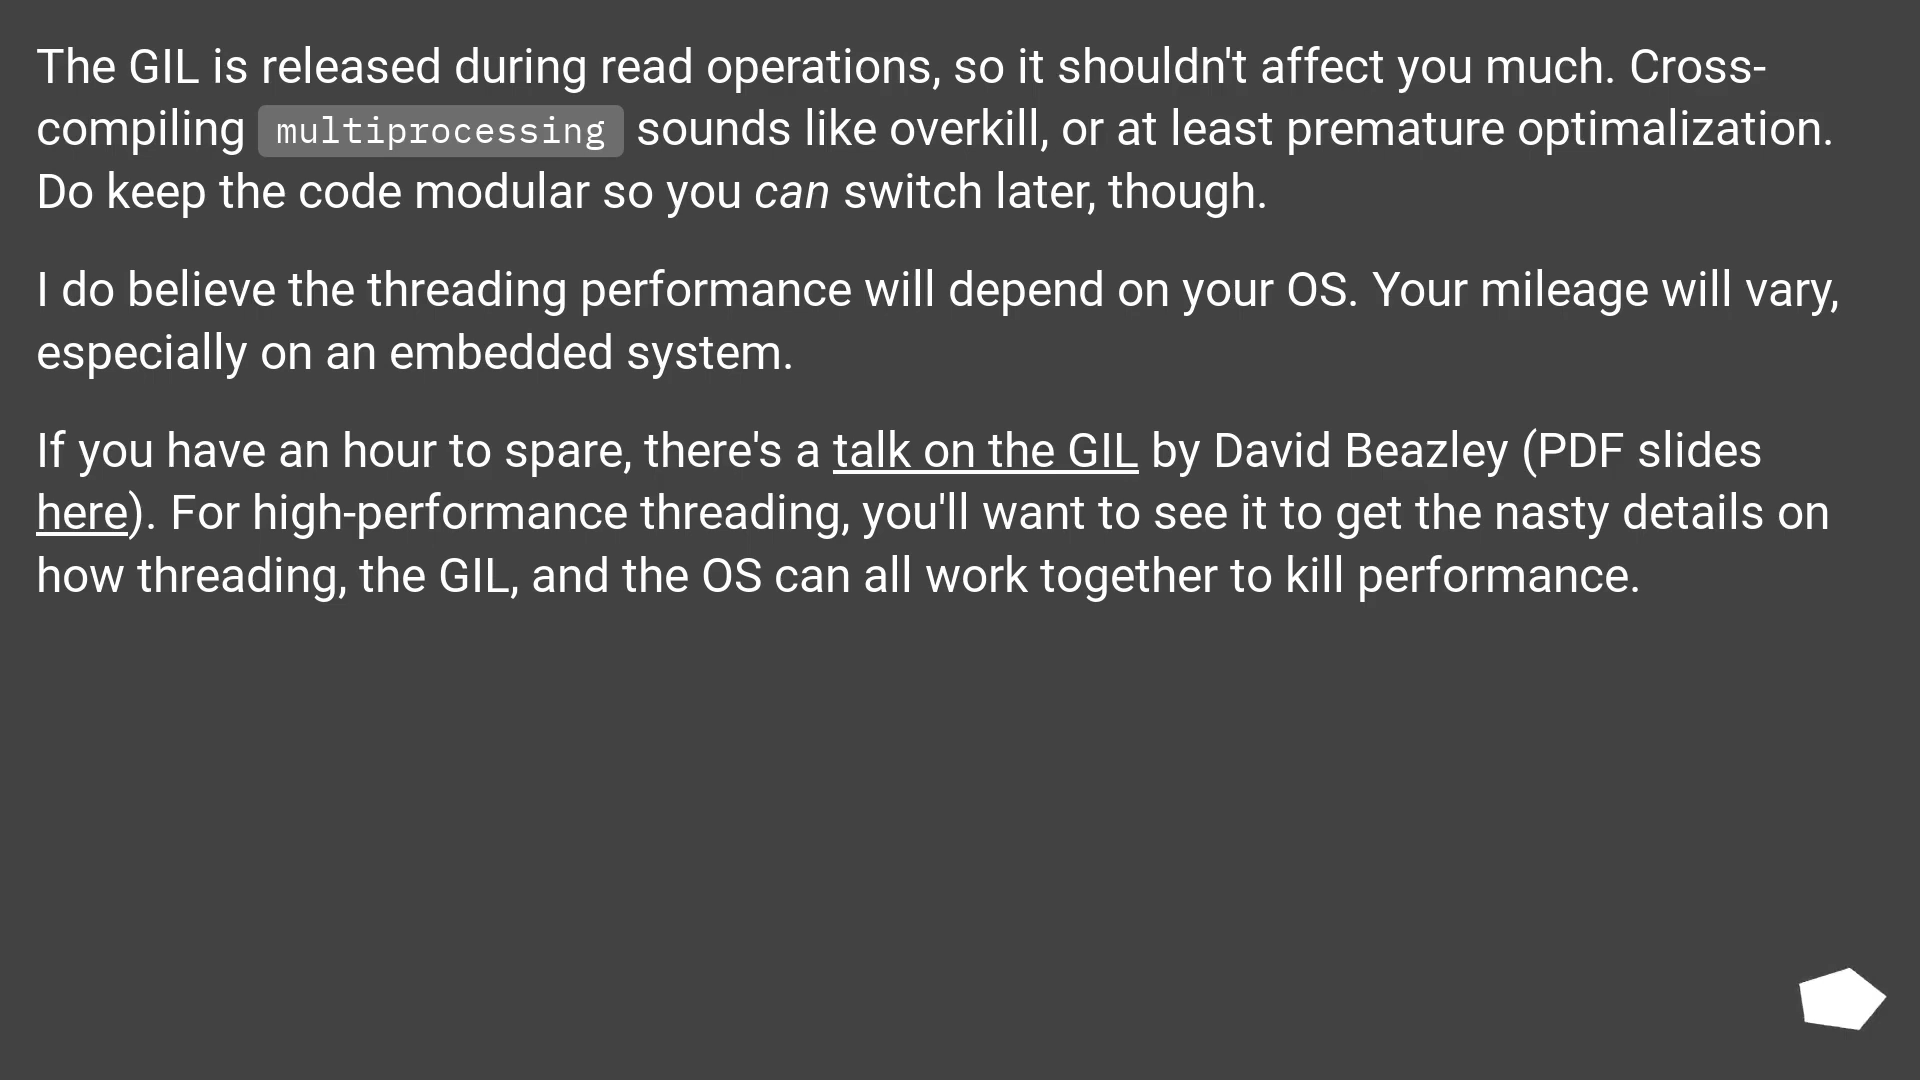 The GIL is released during read operations, so it shouldn't affect you much. Cross-
compiling multiprocessing sounds like overkill, or at least premature optimalization.
Do keep the code modular so you can switch later, though.
I do believe the threading performance will depend on your OS. Your mileage will vary,
especially on an embedded system.
If you have an hour to spare, there's a talk on the GIL by David Beazley (PDF slides
here). For high-performance threading, you'll want to see it to get the nasty details on
how threading, the GIL, and the OS can all work together to kill performance.